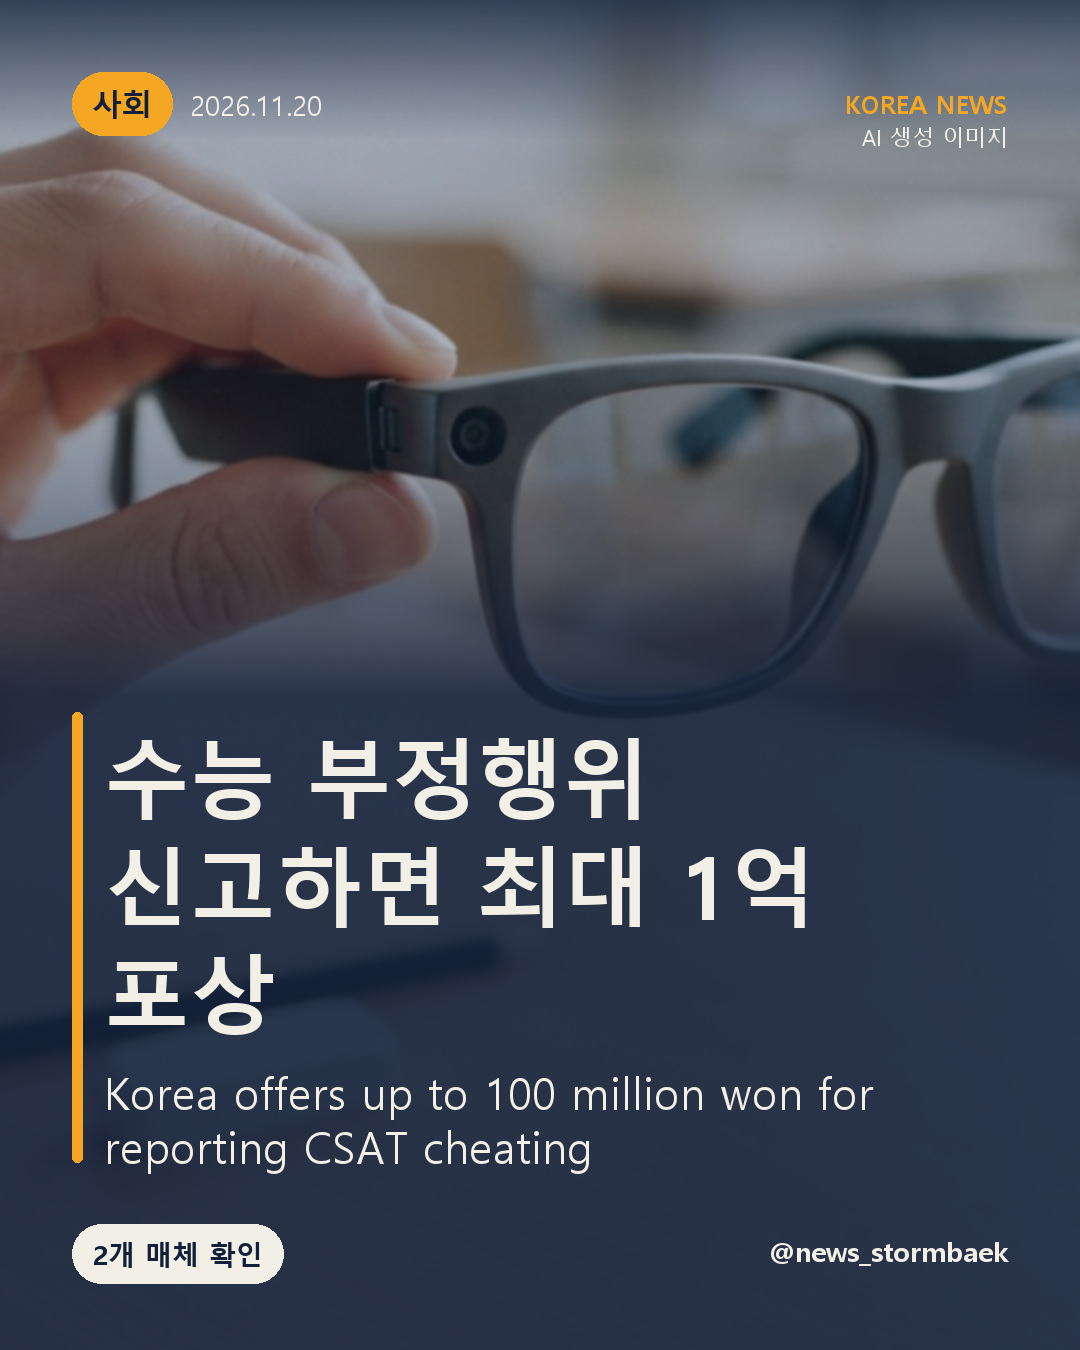 사회
2026.11.20
KOREA NEWS
AI 생성 이미지
수능 부정행위
신고하면 최대 1억
포상
Korea offers up to 100 million won for
reporting CSAT cheating
2개 매체 확인
@news_stormbaek